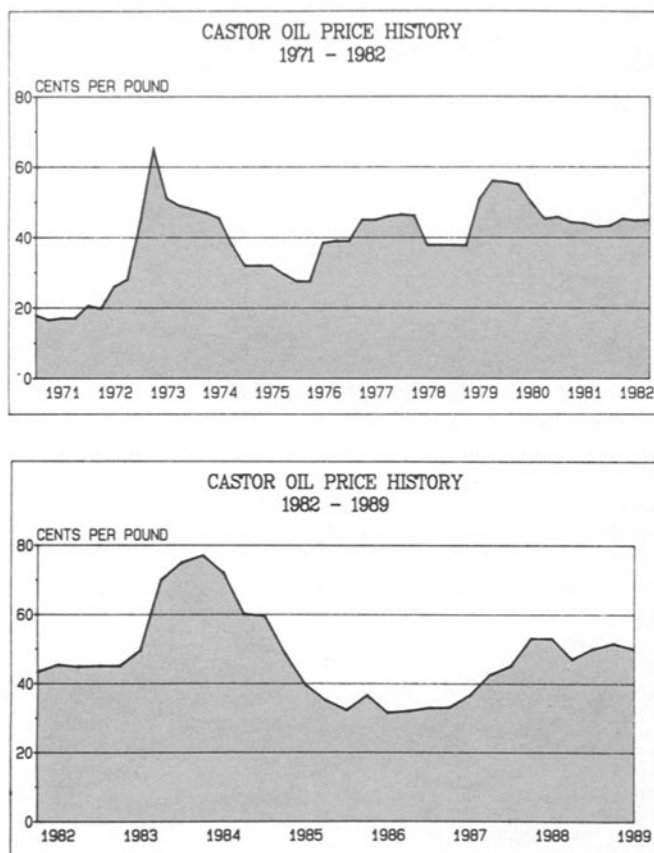 CASTOR OIL PRICE HISTORY
1971 - 1982
CENTS PER POUND
80
60
40
20
0
1971 1972 1973 1974 1975 1976 1977 1978 1979 1980 1981 1982
CASTOR OIL PRICE HISTORY
1982 - 1989
CENTS PER POUND
80
60
40
20
0
1982 1983 1984 1985 1986 1987 1988 1989